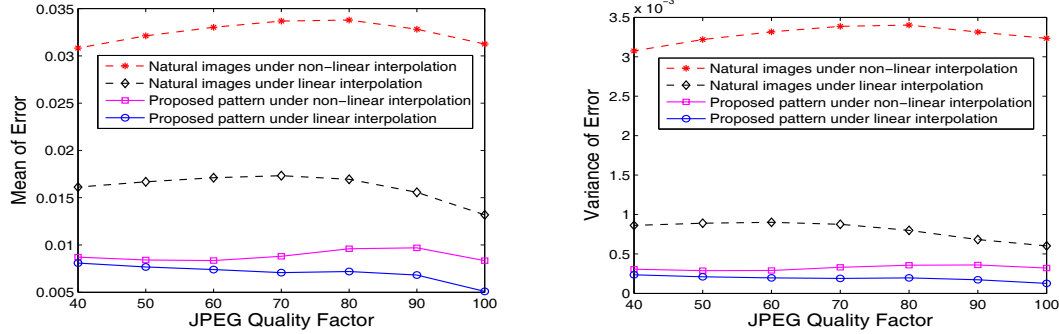 0.035
0.03
0.025
0.02
0.015
0.01
0.005
Mean of Error
Natural images under non−linear interpolation
Natural images under linear interpolation
Proposed pattern under non−linear interpolation
Proposed pattern under linear interpolation
40 50 60 70 80 90 100
JPEG Quality Factor
3.5 x 10−3
3
2.5
2
1.5
1
0.5
0
Variance of Error
Natural images under non−linear interpolation
Natural images under linear interpolation
Proposed pattern under non−linear interpolation
Proposed pattern under linear interpolation
40 50 60 70 80 90 100
JPEG Quality Factor